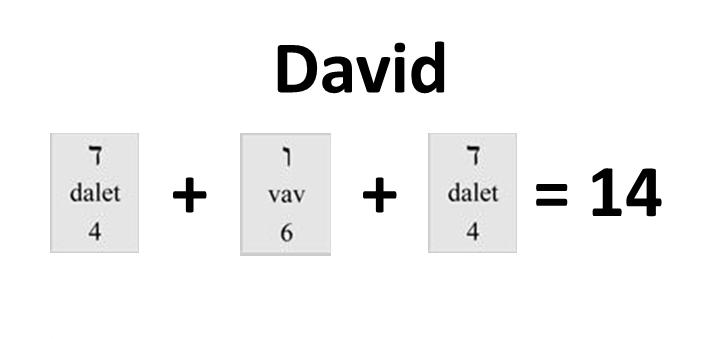 David
ד + ו + ד = 14
dalet vav dalet
4 6 4